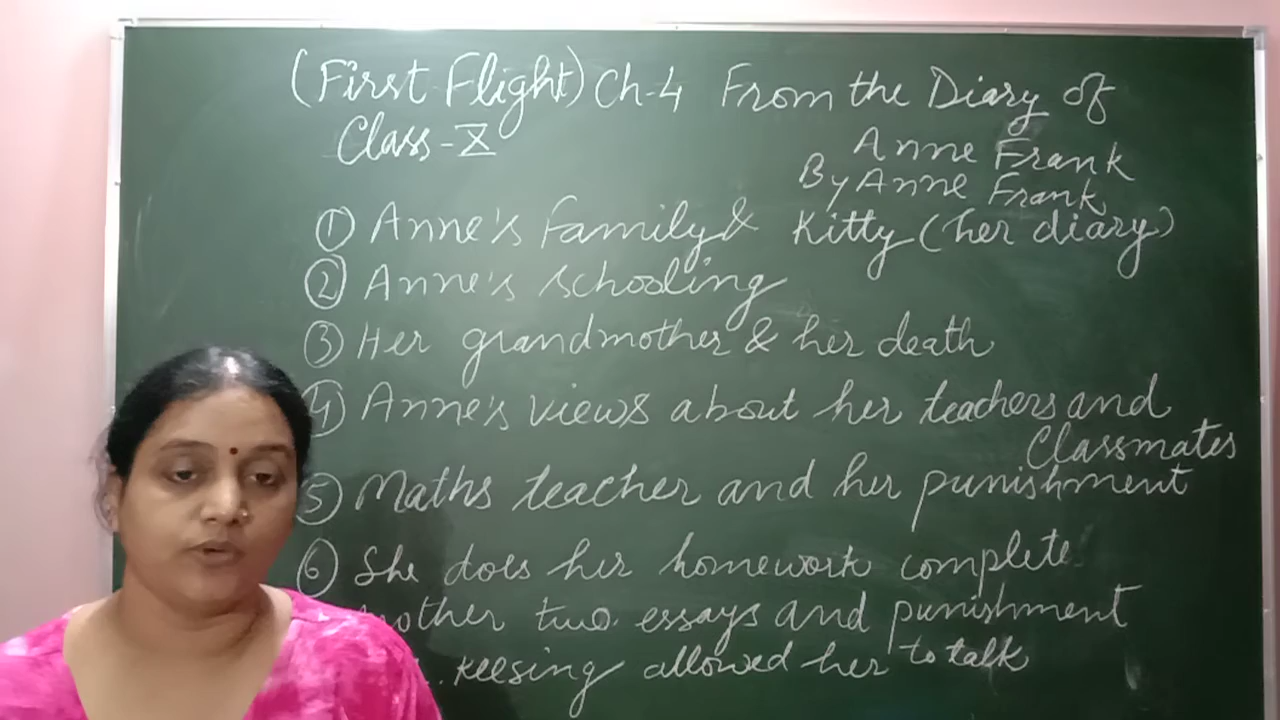 (First Flight) Ch-4 From the Diary of
Class-X Anne Frank
By Anne Frank
① Anne's Family & Kitty (her diary)
② Anne's schooling
③ Her grandmother & her death
④ Anne's views about her teachers and
Classmates
⑤ Maths teacher and her punishment
⑥ She does her homework complete
two essays and punishment
Keesing allowed her to talk